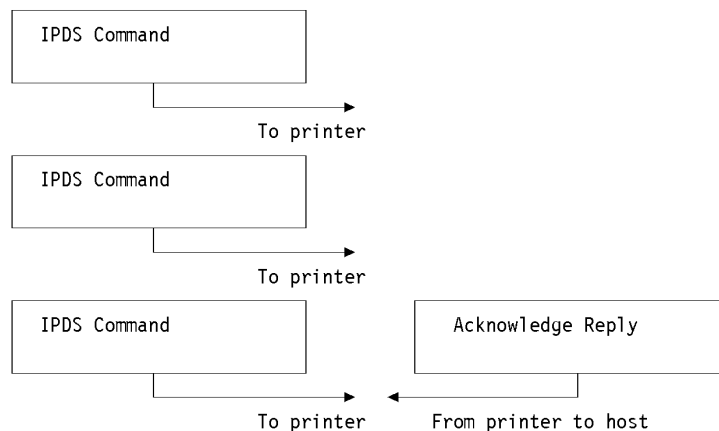 IPDS Command
To printer
IPDS Command
To printer
IPDS Command
Acknowledge Reply
To printer
From printer to host